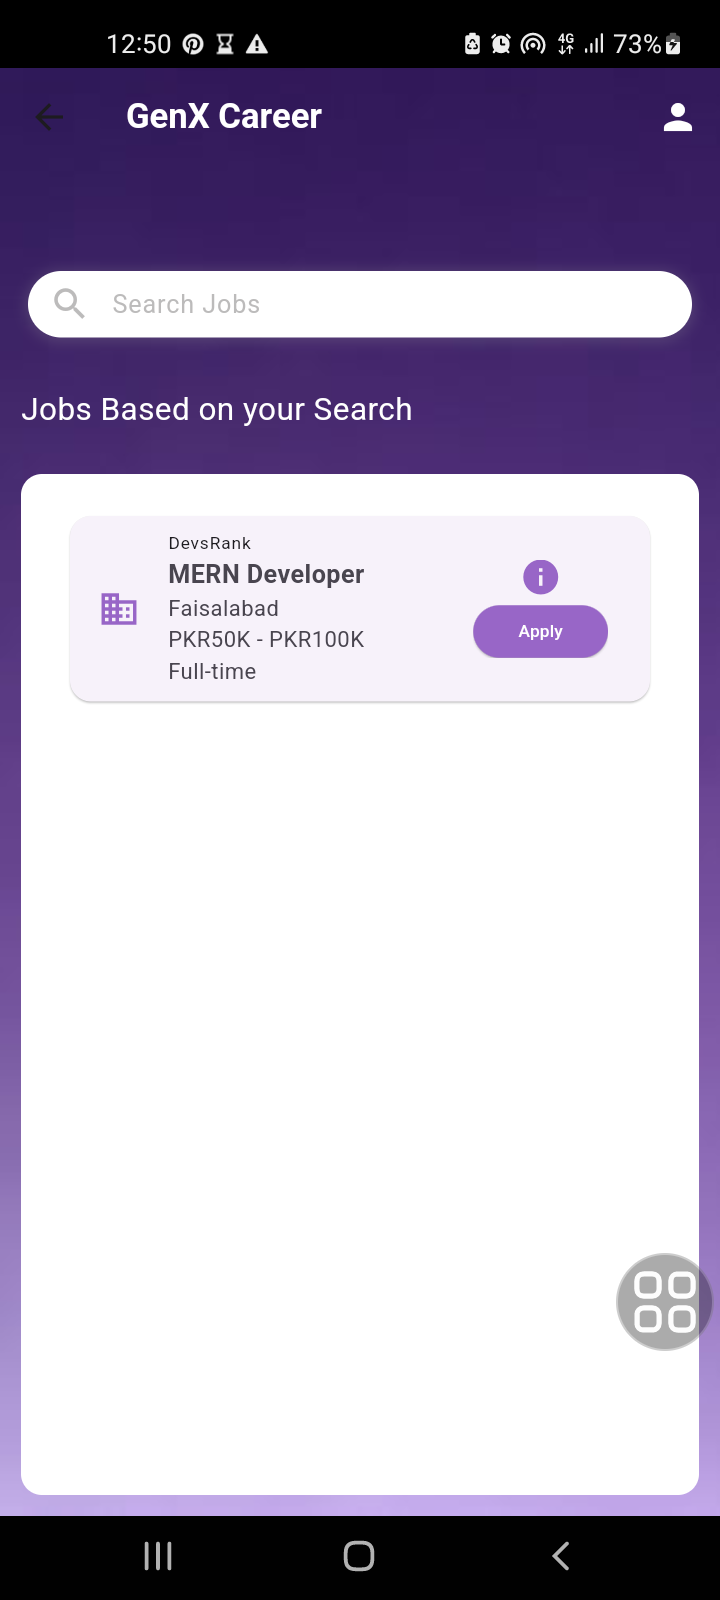 12:50
4G
73%
GenX Career
Search Jobs
Jobs Based on your Search
DevsRank
MERN Developer
Faisalabad
PKR50K - PKR100K
Full-time
Apply